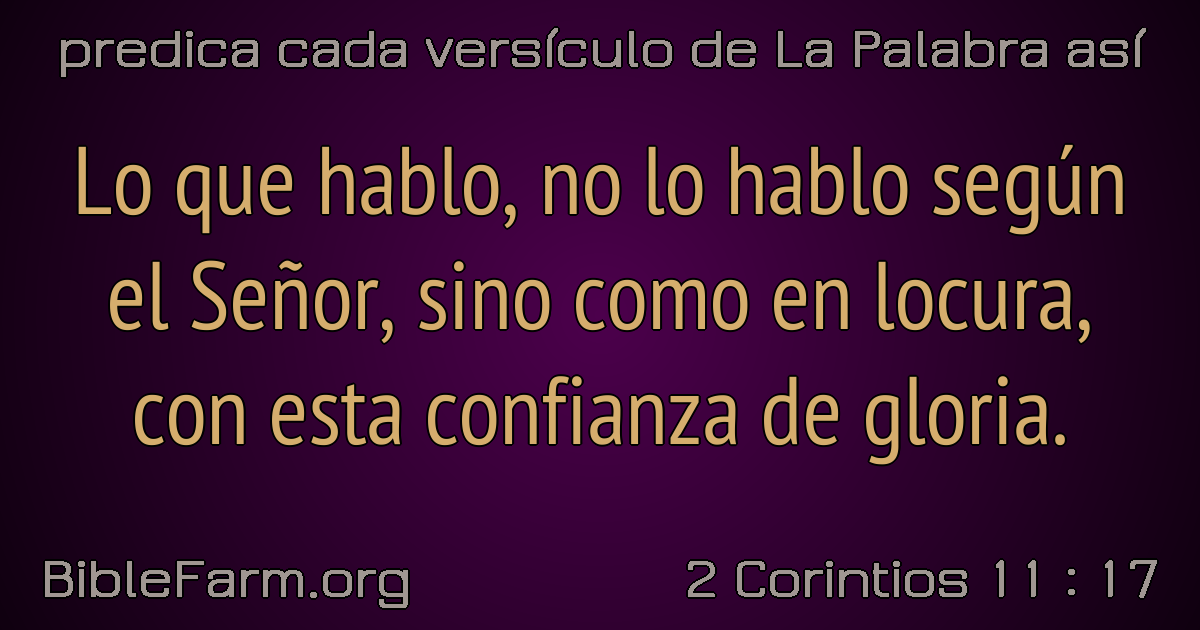 predica cada versículo de La Palabra así
Lo que hablo, no lo hablo según
el Señor, sino como en locura,
con esta confianza de gloria.
BibleFarm.org
2 Corintios 11 : 17